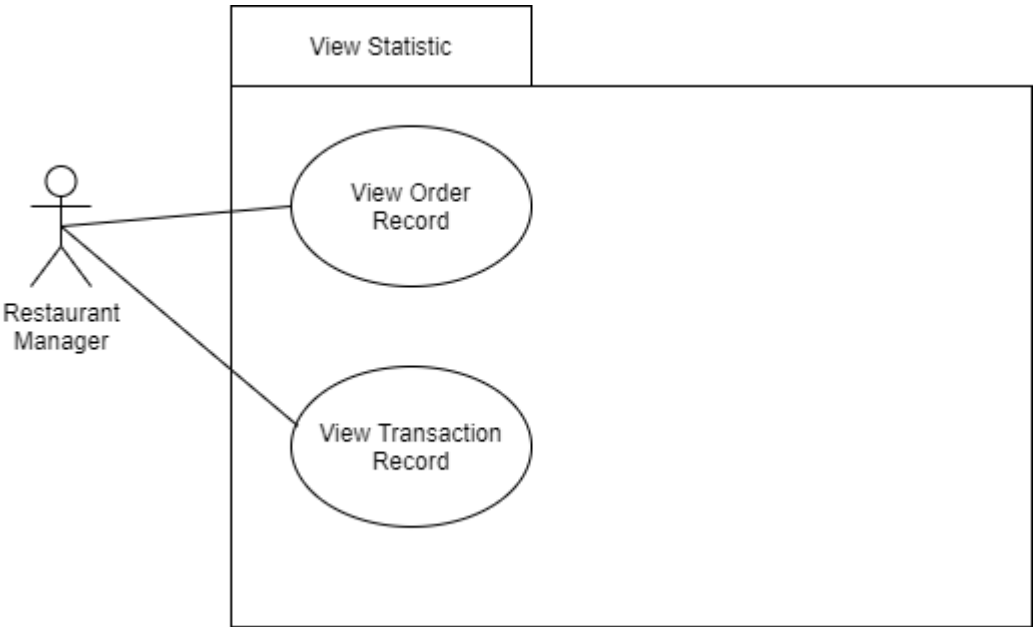 View Statistic
View Order
Record
Restaurant
Manager
View Transaction
Record